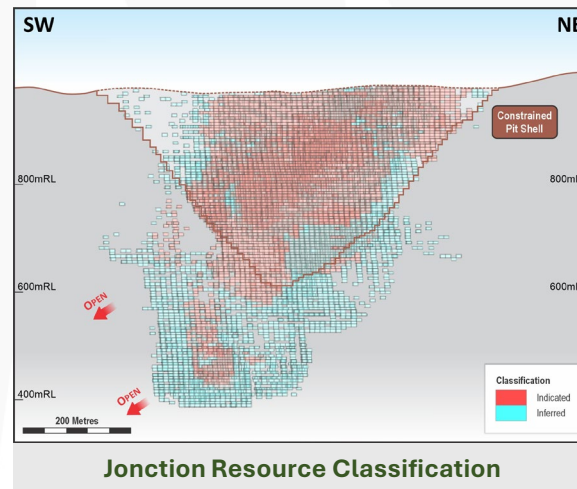 SW
NE
Constrained
Pit Shell
800mRL
800mRL
600mRL
600mRL
OPEN
OPEN
400mRL
200 Metres
Classification
Indicated
Inferred
Jonction Resource Classification